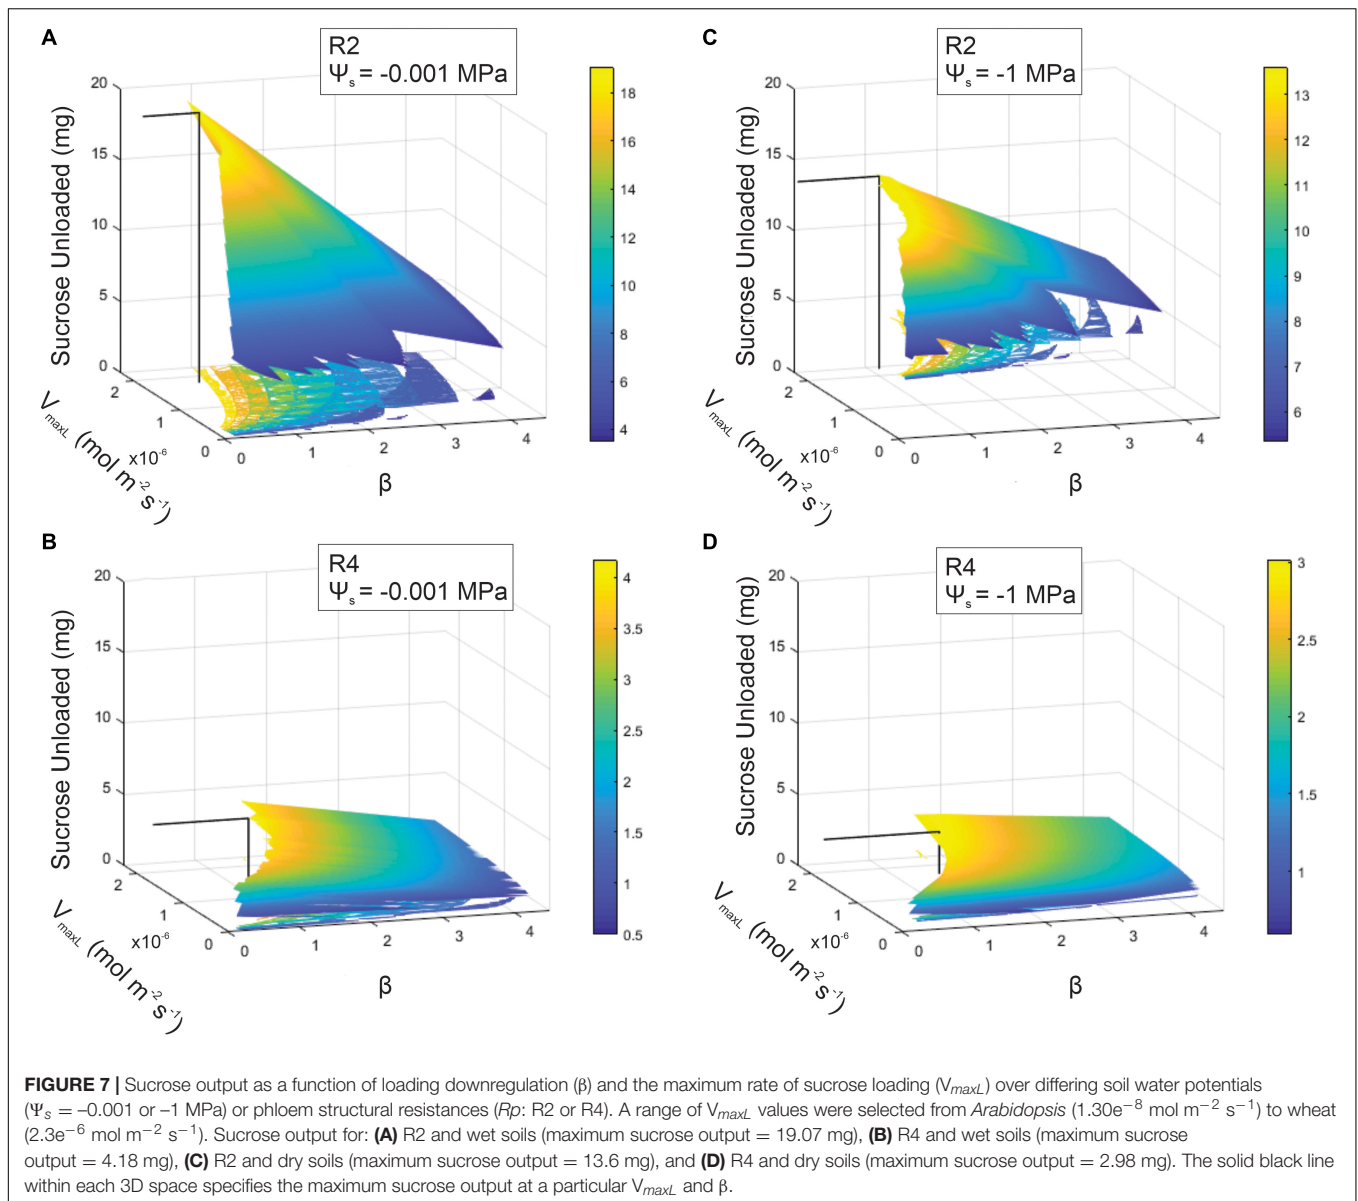 A
R2
Ψs = -0.001 MPa
20
15
10
5
0
Sucrose Unloaded (mg)
2
1
0
x10-6
VmaxL (mol m-2 s-1)
0
1
2
3
4
β
18
16
14
12
10
8
6
4
C
R2
Ψs = -1 MPa
20
15
10
5
0
Sucrose Unloaded (mg)
2
1
0
x10-6
VmaxL (mol m-2 s-1)
0
1
2
3
4
β
13
12
11
10
9
8
7
6
B
R4
Ψs = -0.001 MPa
20
15
10
5
0
Sucrose Unloaded (mg)
2
1
0
x10-6
VmaxL (mol m-2 s-1)
0
1
2
3
4
β
4
3.5
3
2.5
2
1.5
1
0.5
D
R4
Ψs = -1 MPa
20
15
10
5
0
Sucrose Unloaded (mg)
2
1
0
x10-6
VmaxL (mol m-2 s-1)
0
1
2
3
4
β
3
2.5
2
1.5
1
FIGURE 7 | Sucrose output as a function of loading downregulation (β) and the maximum rate of sucrose loading (VmaxL) over differing soil water potentials
(Ψs = –0.001 or –1 MPa) or phloem structural resistances (Rp: R2 or R4). A range of VmaxL values were selected from Arabidopsis (1.30e−8 mol m−2 s−1) to wheat
(2.3e−6 mol m−2 s−1). Sucrose output for: (A) R2 and wet soils (maximum sucrose output = 19.07 mg), (B) R4 and wet soils (maximum sucrose
output = 4.18 mg), (C) R2 and dry soils (maximum sucrose output = 13.6 mg), and (D) R4 and dry soils (maximum sucrose output = 2.98 mg). The solid black line
within each 3D space specifies the maximum sucrose output at a particular VmaxL and β.